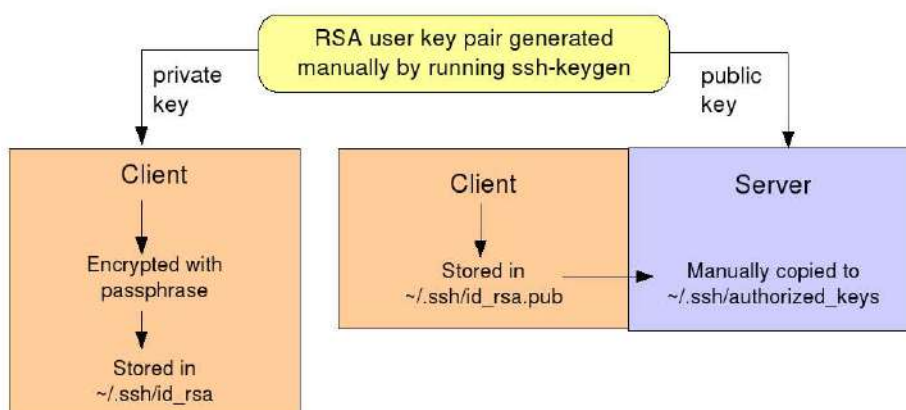 RSA user key pair generated
manually by running ssh-keygen
private
key
public
key
Client
Encrypted with
passphrase
Stored in
~/.ssh/id_rsa
Client
Stored in
~/.ssh/id_rsa.pub
Server
Manually copied to
~/.ssh/authorized_keys